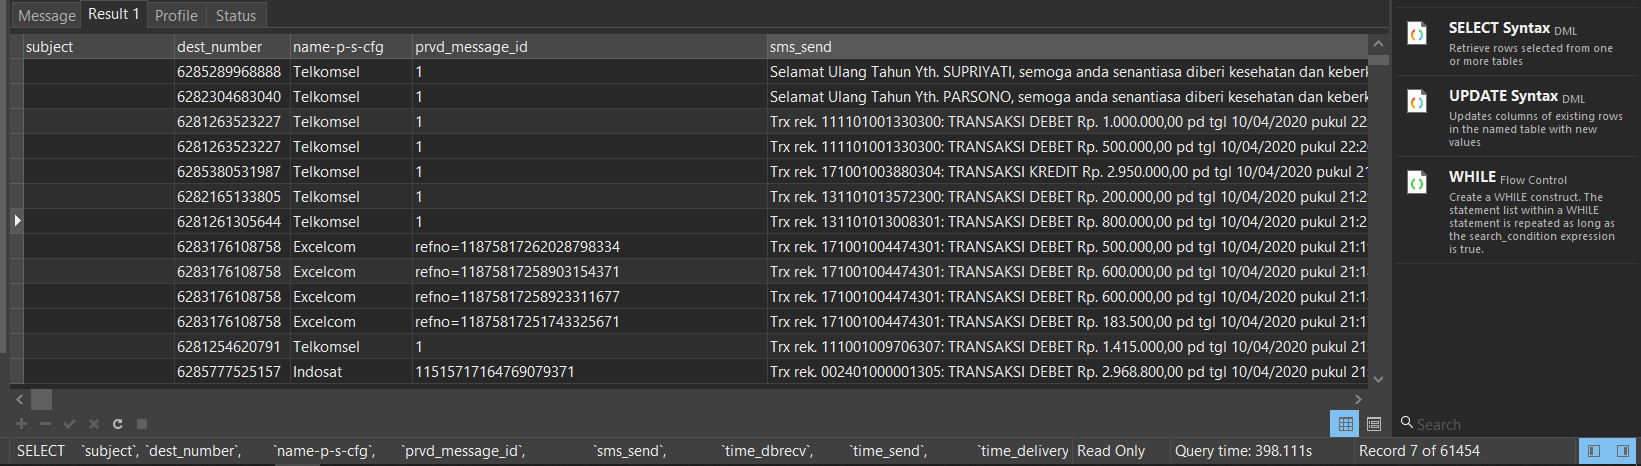 Message Result 1 Profile Status
subject dest_number name-p-s-cfg prvd_message_id sms_send
6285289968888 Telkomsel 1 Selamat Ulang Tahun Yth. SUPRIYATI, semoga anda senantiasa diberi kesehatan dan keberk
6282304683040 Telkomsel 1 Selamat Ulang Tahun Yth. PARSONO, semoga anda senantiasa diberi kesehatan dan keberk
6281263523227 Telkomsel 1 Trx rek. 111101001330300: TRANSAKSI DEBET Rp. 1.000.000,00 pd tgl 10/04/2020 pukul 22:
6281263523227 Telkomsel 1 Trx rek. 111101001330300: TRANSAKSI DEBET Rp. 500.000,00 pd tgl 10/04/2020 pukul 22:2
6285380531987 Telkomsel 1 Trx rek. 171001003880304: TRANSAKSI KREDIT Rp. 2.950.000,00 pd tgl 10/04/2020 pukul 21
6282165133805 Telkomsel 1 Trx rek. 131101013572300: TRANSAKSI DEBET Rp. 200.000,00 pd tgl 10/04/2020 pukul 21:2
6281261305644 Telkomsel 1 Trx rek. 131101013008301: TRANSAKSI DEBET Rp. 800.000,00 pd tgl 10/04/2020 pukul 21:2
6283176108758 Excelcom refno=11875817262028798334 Trx rek. 171001004474301: TRANSAKSI DEBET Rp. 500.000,00 pd tgl 10/04/2020 pukul 21:1
6283176108758 Excelcom refno=11875817258903154371 Trx rek. 171001004474301: TRANSAKSI DEBET Rp. 600.000,00 pd tgl 10/04/2020 pukul 21:1
6283176108758 Excelcom refno=11875817258923311677 Trx rek. 171001004474301: TRANSAKSI DEBET Rp. 600.000,00 pd tgl 10/04/2020 pukul 21:1
6283176108758 Excelcom refno=11875817251743325671 Trx rek. 171001004474301: TRANSAKSI DEBET Rp. 183.500,00 pd tgl 10/04/2020 pukul 21:1
6281254620791 Telkomsel 1 Trx rek. 111001009706307: TRANSAKSI DEBET Rp. 1.415.000,00 pd tgl 10/04/2020 pukul 21:
6285777525157 Indosat 11515717164769079371 Trx rek. 002401000001305: TRANSAKSI DEBET Rp. 2.968.800,00 pd tgl 10/04/2020 pukul 21:
SELECT `subject`, `dest_number`, `name-p-s-cfg`, `prvd_message_id`, `sms_send`, `time_dbrecv`, `time_send`, `time_delivery Read Only Query time: 398.111s Record 7 of 61454
SELECT Syntax DML
Retrieve rows selected from one
or more tables
UPDATE Syntax DML
Updates columns of existing rows
in the named table with new
values
WHILE Flow Control
Create a WHILE construct. The
statement list within a WHILE
statement is repeated as long as
the search_condition expression
is true.
Search